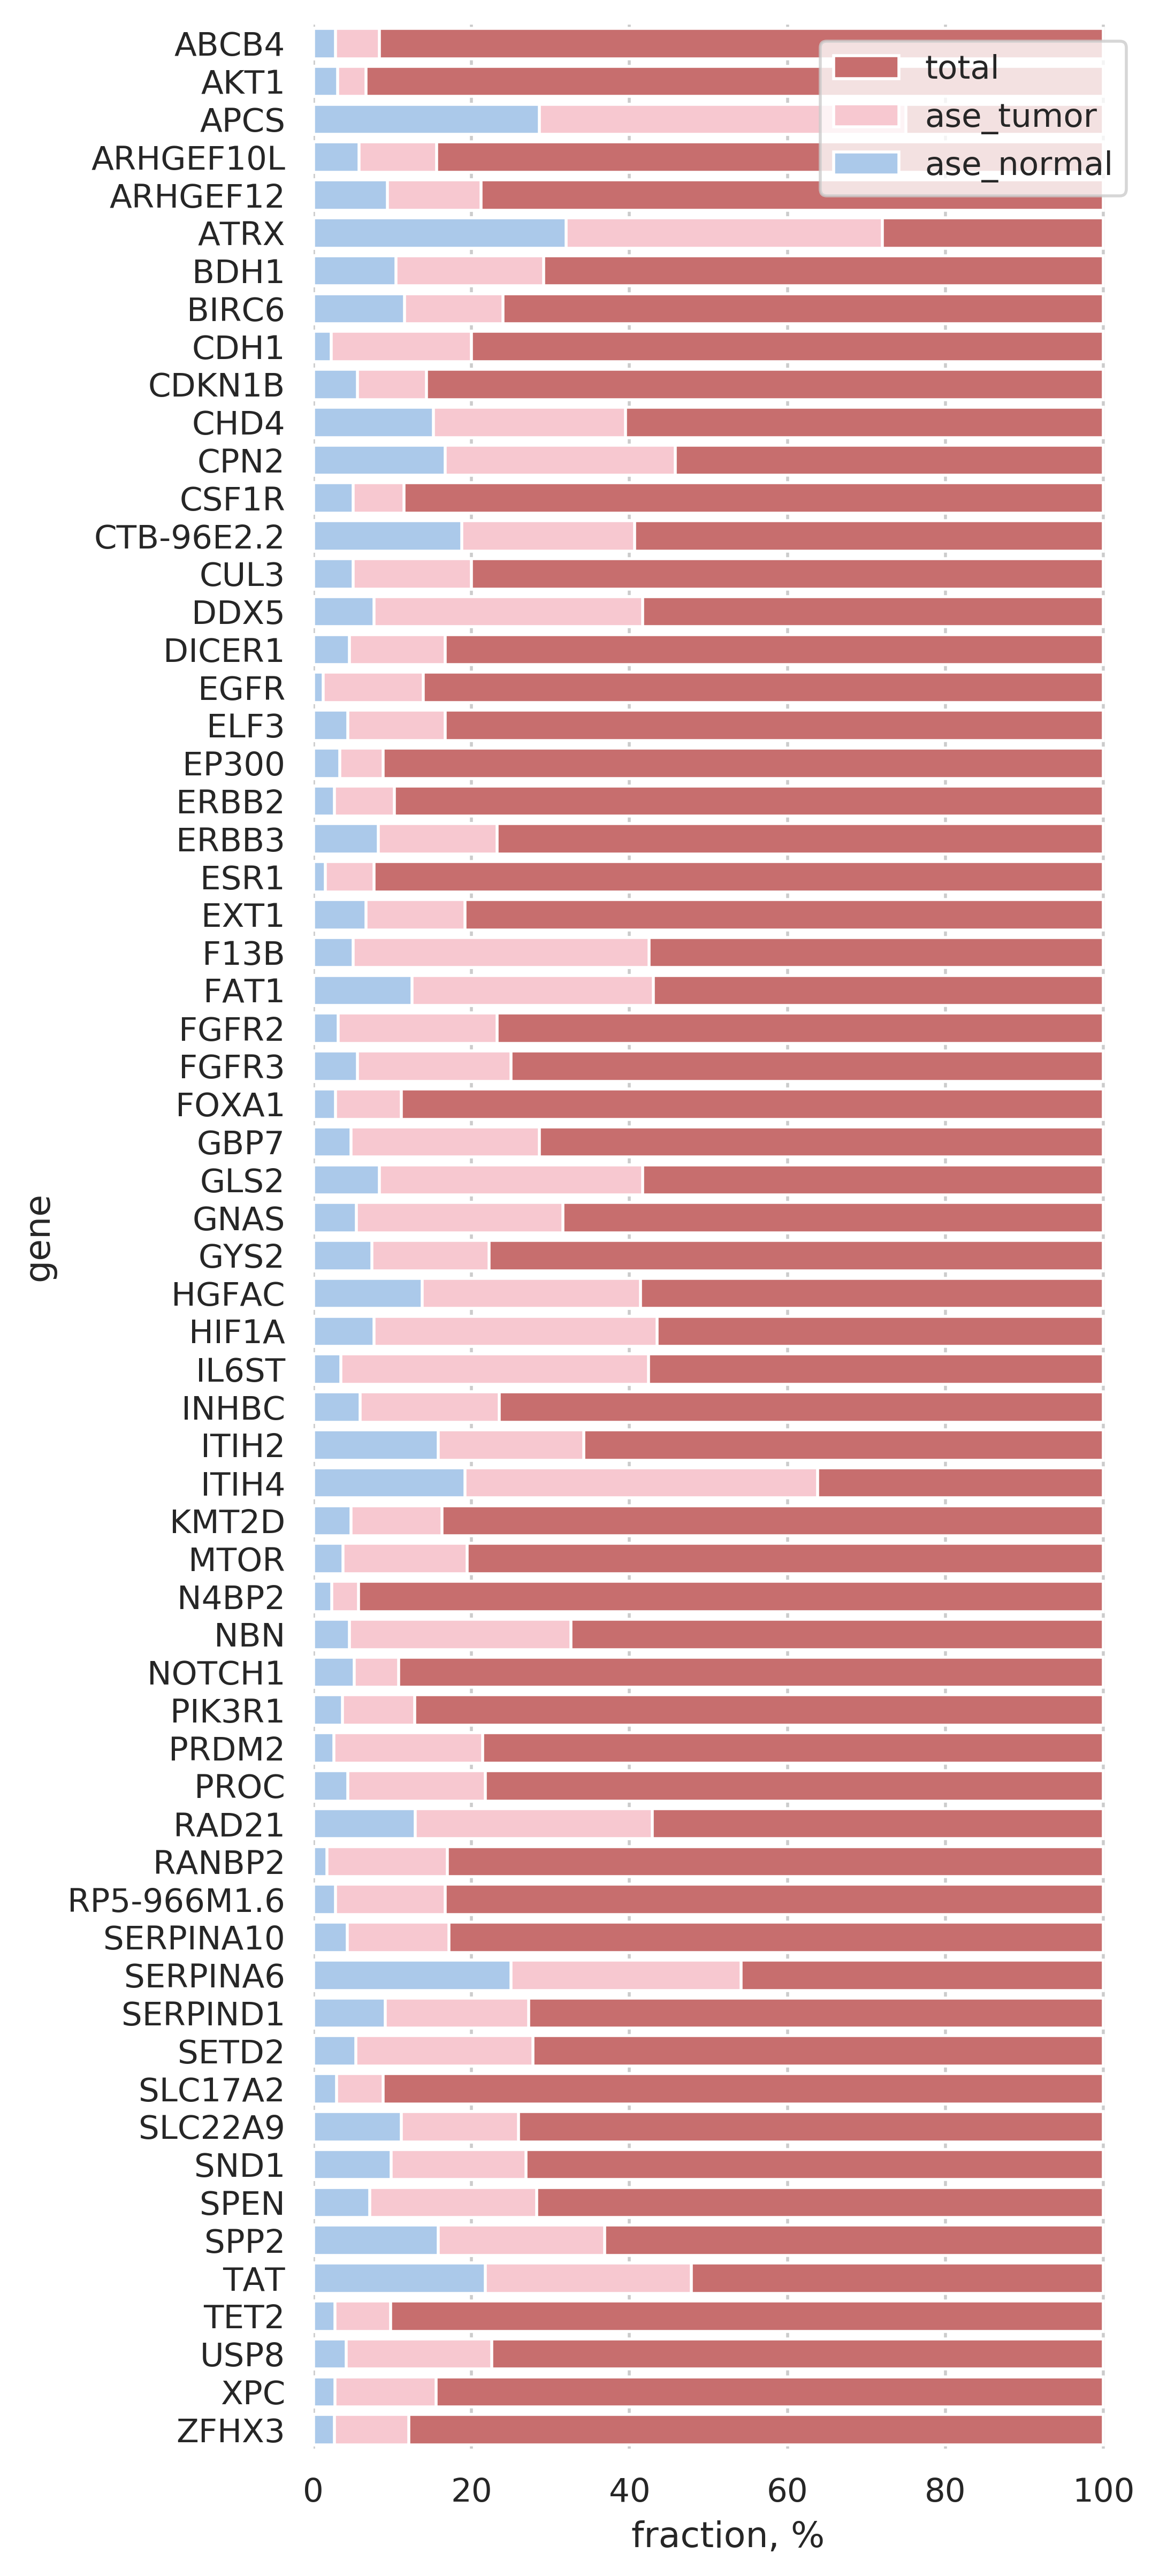 ABCB4
AKT1
APCS
ARHGEF10L
ARHGEF12
ATRX
BDH1
BIRC6
CDH1
CDKN1B
CHD4
CPN2
CSF1R
CTB-96E2.2
CUL3
DDX5
DICER1
EGFR
ELF3
EP300
ERBB2
ERBB3
ESR1
EXT1
F13B
FAT1
FGFR2
FGFR3
FOXA1
GBP7
GLS2
GNAS
GYS2
HGFAC
HIF1A
IL6ST
INHBC
ITIH2
ITIH4
KMT2D
MTOR
N4BP2
NBN
NOTCH1
PIK3R1
PRDM2
PROC
RAD21
RANBP2
RP5-966M1.6
SERPINA10
SERPINA6
SERPIND1
SETD2
SLC17A2
SLC22A9
SND1
SPEN
SPP2
TAT
TET2
USP8
XPC
ZFHX3
gene
total
ase_tumor
ase_normal
0 20 40 60 80 100
fraction, %